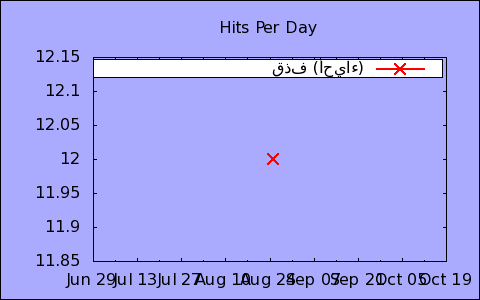 Hits Per Day
قذف (أحياء)
12.15
12.1
12.05
12
11.95
11.9
11.85
Jun 29 Jul 13 Jul 27 Aug 10 Aug 24 Sep 07 Sep 21 Oct 05 Oct 19